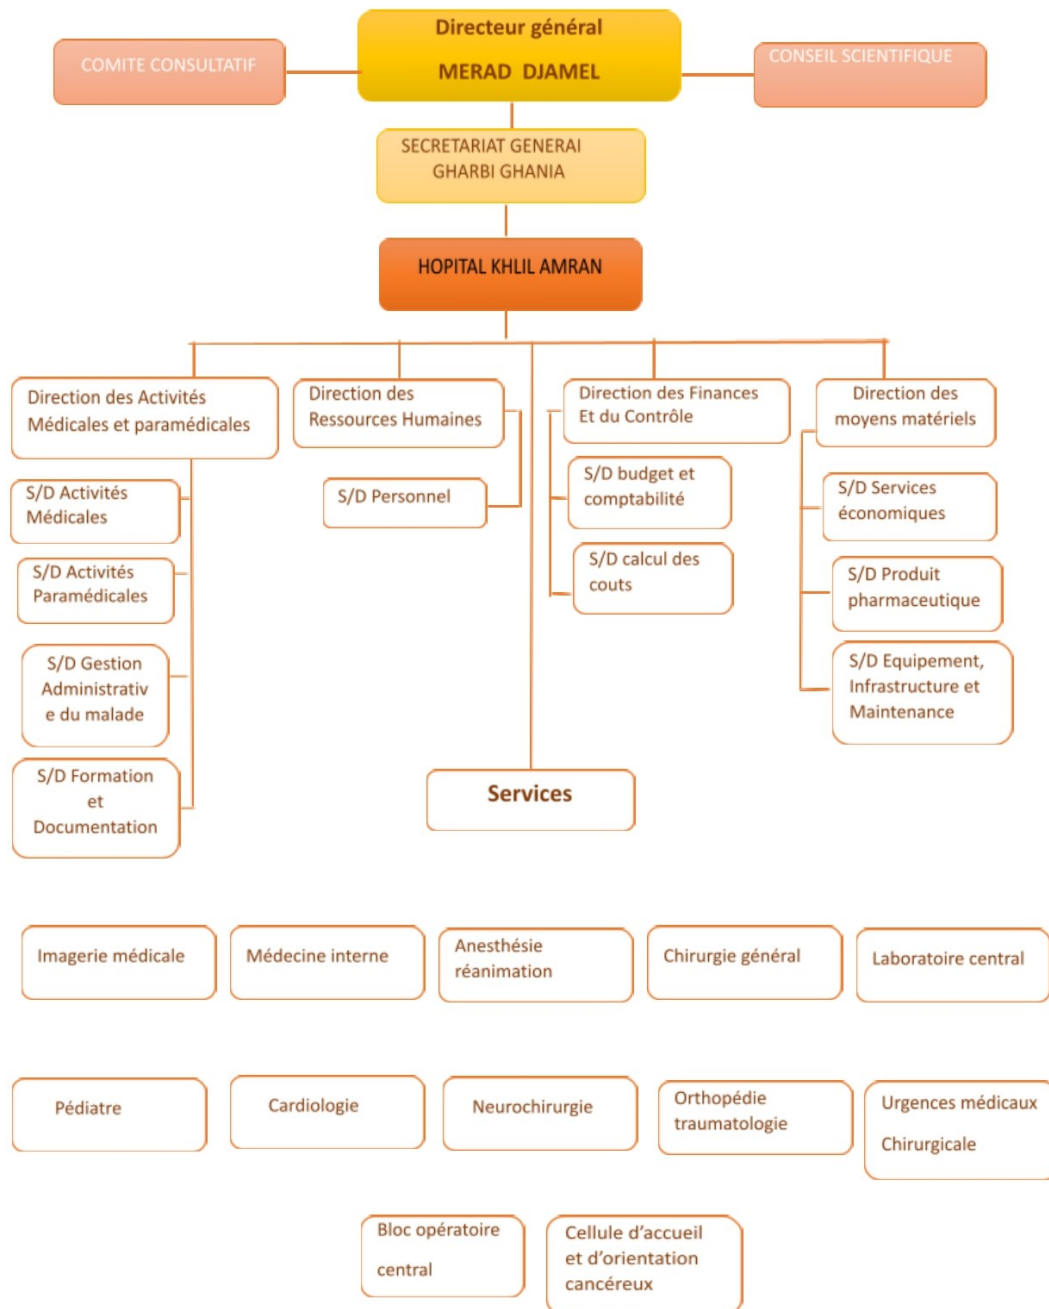 Directeur général
MERAD DJAMEL
COMITE CONSULTATIF
CONSEIL SCIENTIFIQUE
SECRETARIAT GENERAI
GHARBI GHANIA
HOPITAL KHLIL AMRAN
Direction des Activités
Médicales et paramédicales
Direction des
Ressources Humaines
Direction des Finances
Et du Contrôle
Direction des
moyens matériels
S/D Activités
Médicales
S/D Activités
Paramédicales
S/D Gestion
Administrativ
e du malade
S/D Formation
et
Documentation
S/D Personnel
S/D budget et
comptabilité
S/D calcul des
couts
S/D Services
économiques
S/D Produit
pharmaceutique
S/D Equipement,
Infrastructure et
Maintenance
Services
Imagerie médicale
Médecine interne
Anesthésie
réanimation
Chirurgie général
Laboratoire central
Pédiatre
Cardiologie
Neurochirurgie
Orthopédie
traumatologie
Urgences médicaux
Chirurgicale
Bloc opératoire
central
Cellule d'accueil
et d'orientation
cancéreux